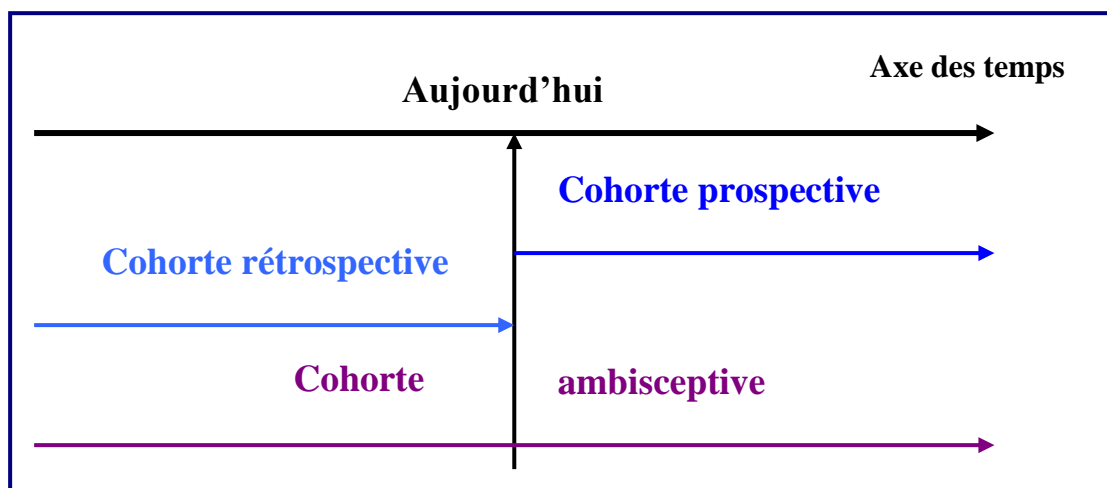 Axe des temps
Aujourd’hui
Cohorte prospective
Cohorte rétrospective
Cohorte ambisceptive